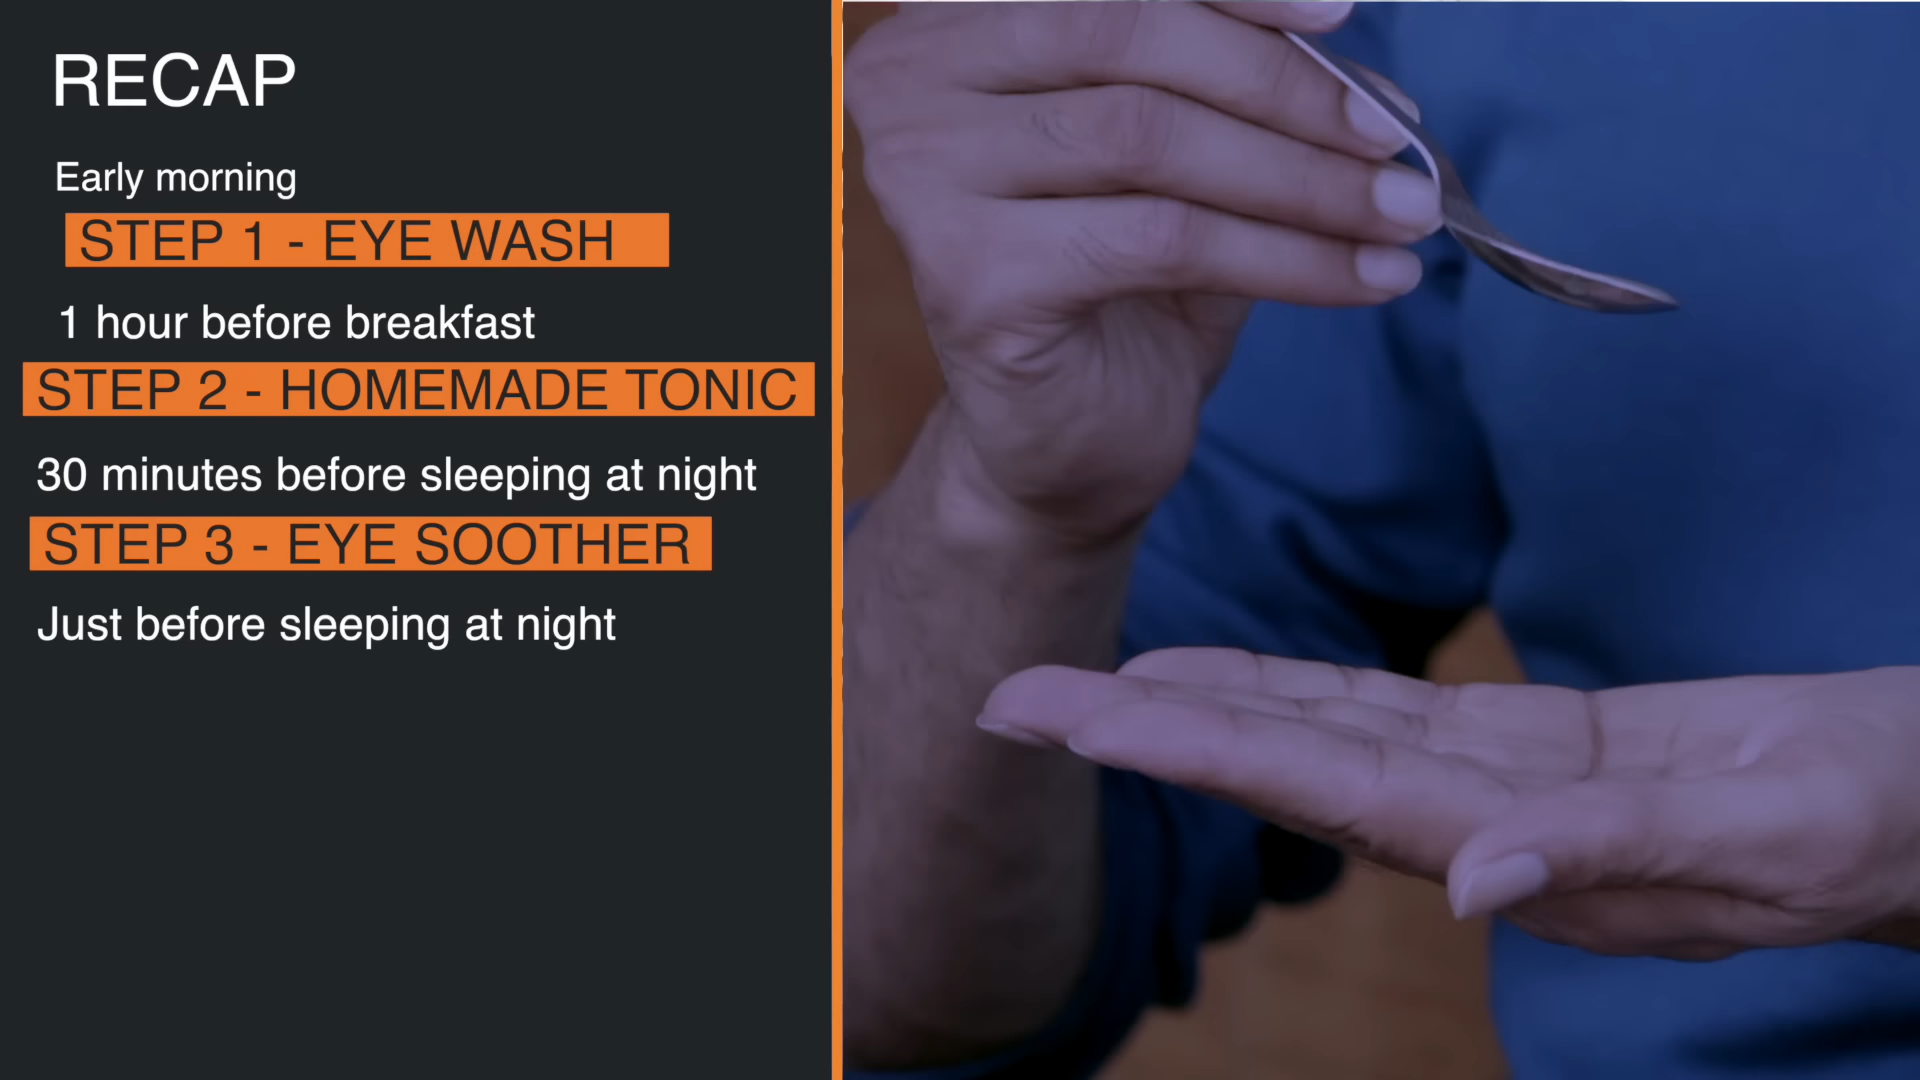 RECAP
Early morning
STEP 1 - EYE WASH
1 hour before breakfast
STEP 2 - HOMEMADE TONIC
30 minutes before sleeping at night
STEP 3 - EYE SOOTHER
Just before sleeping at night